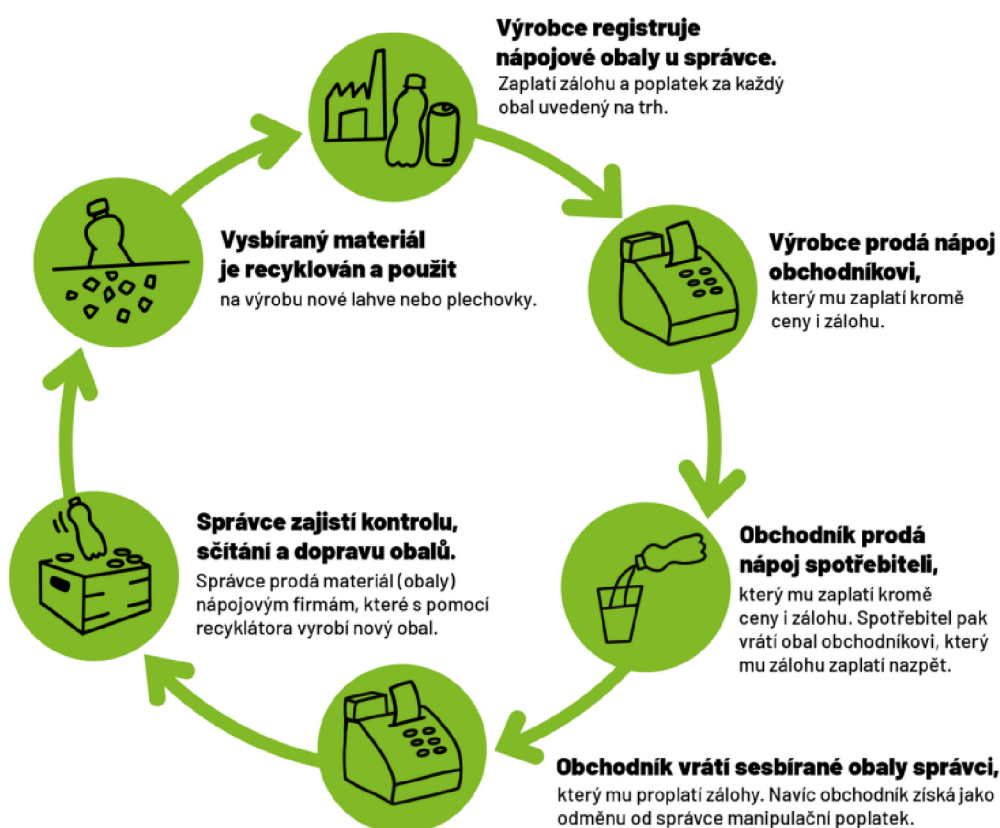 Výrobce registruje
nápojové obaly u správce.
Zaplatí zálohu a poplatek za každý
obal uvedený na trh.
Výrobce prodá nápoj
obchodníkovi,
který mu zaplatí kromě
ceny i zálohu.
Obchodník prodá
nápoj spotřebiteli,
který mu zaplatí kromě
ceny i zálohu. Spotřebitel pak
vrátí obal obchodníkovi, který
mu zálohu zaplatí nazpět.
Obchodník vrátí sesbírané obaly správci,
který mu proplatí zálohy. Navíc obchodník získá jako
odměnu od správce manipulační poplatek.
Správce zajistí kontrolu,
sčítání a dopravu obalů.
Správce prodá materiál (obaly)
nápojovým firmám, které s pomocí
recyklátora vyrobí nový obal.
Vysbíraný materiál
je recyklován a použit
na výrobu nové lahve nebo plechovky.